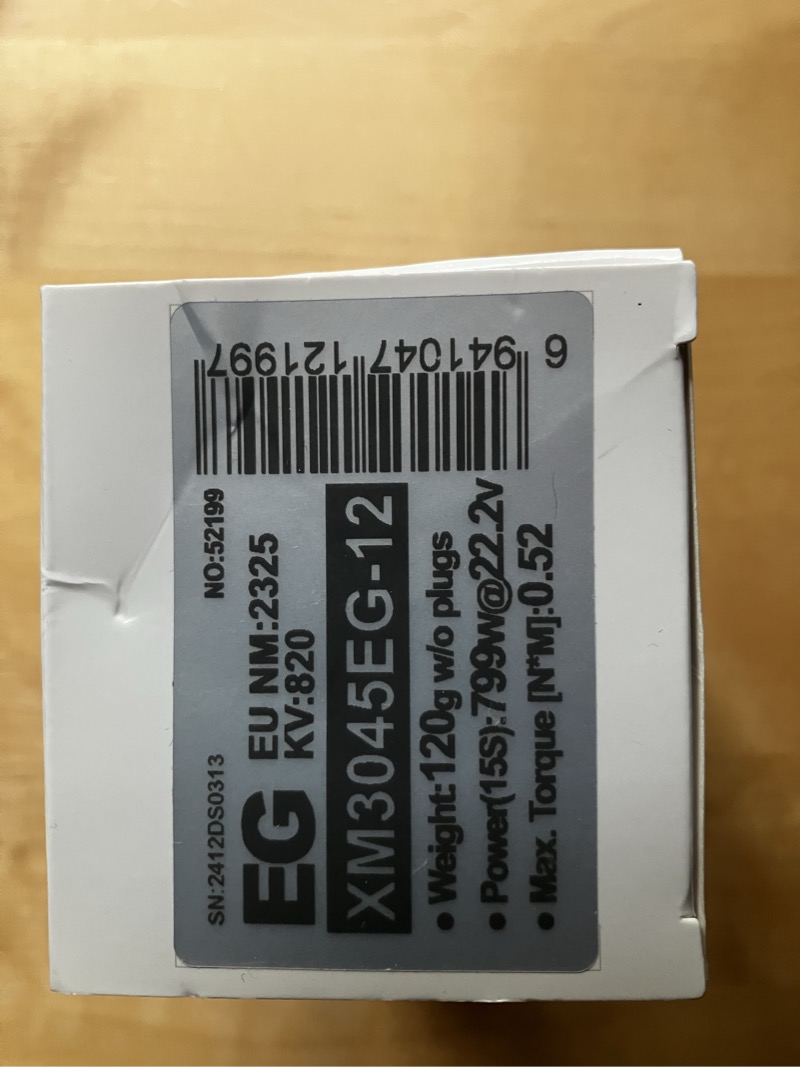 SN:2412DS0313
NO:52199
EG
EU NM:2325
KV:820
XM3045EG-12
• Weight:120g w/o plugs
• Power(15S):799w@22.2v
• Max. Torque [N*M]:0.52
6 941047 121997